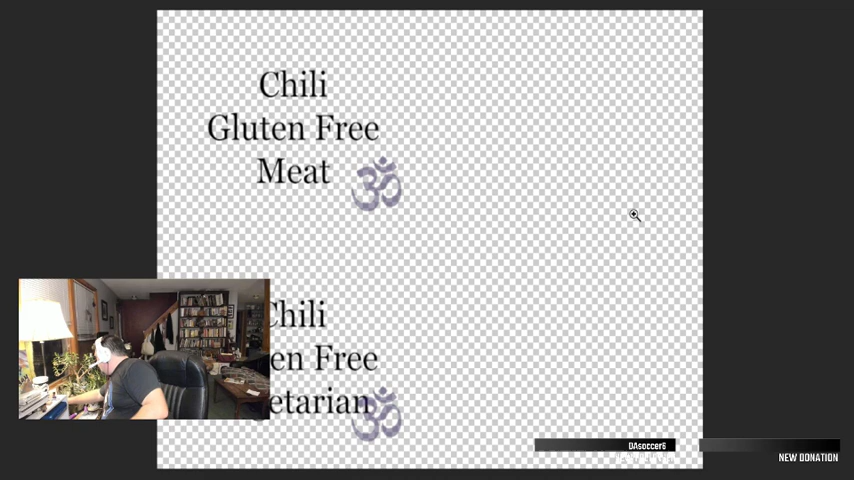 Chili
Gluten Free
Meat
ॐ
Chili
en Free
etarian
ॐ
DAsoccer6
NEW DONATION